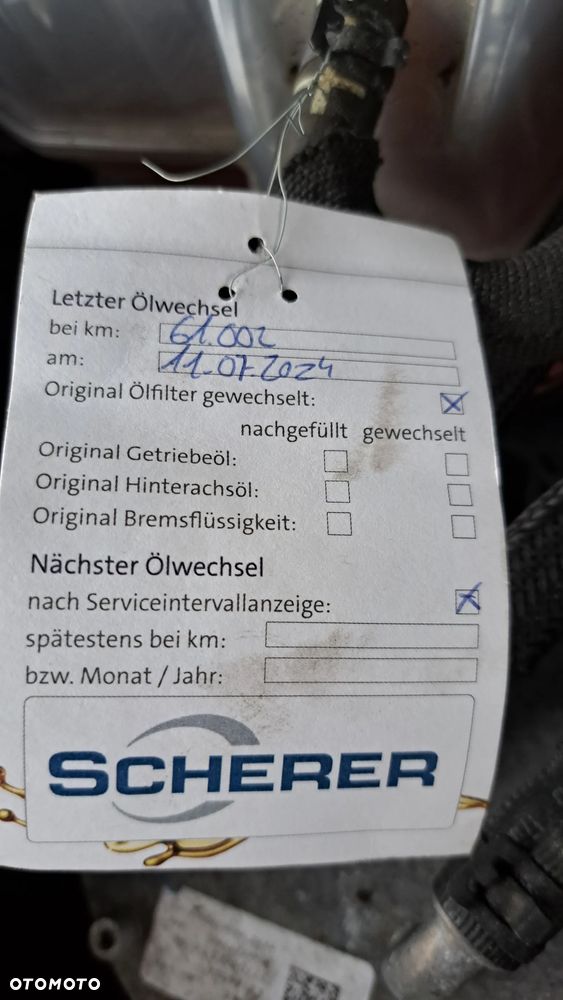 Letzter Ölwechsel
bei km: 61.002
am: 11.07.2024
Original Ölfilter gewechselt: X
nachgefüllt gewechselt
Original Getriebeöl:
Original Hinterachsöl:
Original Bremsflüssigkeit:
Nächster Ölwechsel
nach Serviceintervallanzeige: X
spätestens bei km:
bzw. Monat / Jahr:
SCHERER
OTOMOTO